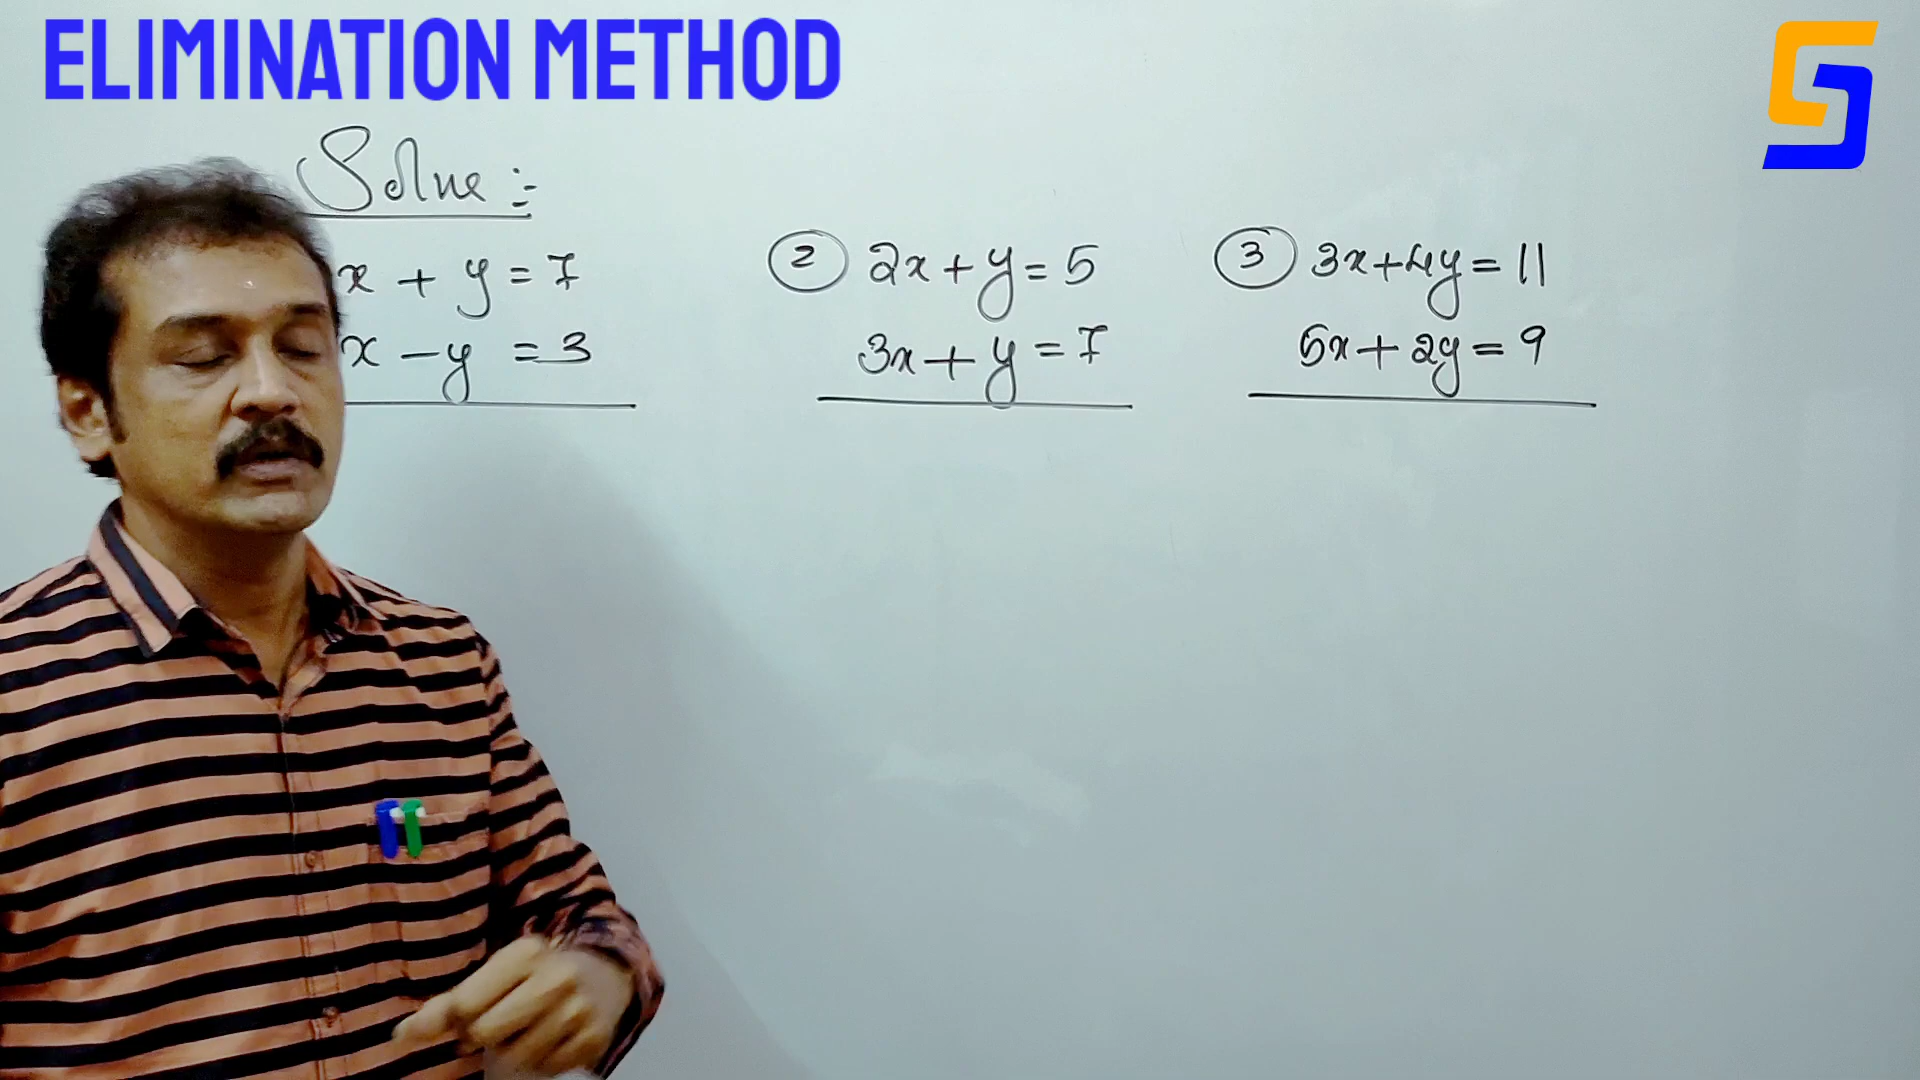 ELIMINATION METHOD
Solve :-
x + y = 7
x - y = 3
② 2x + y = 5
3x + y = 7
③ 3x + 4y = 11
5x + 2y = 9